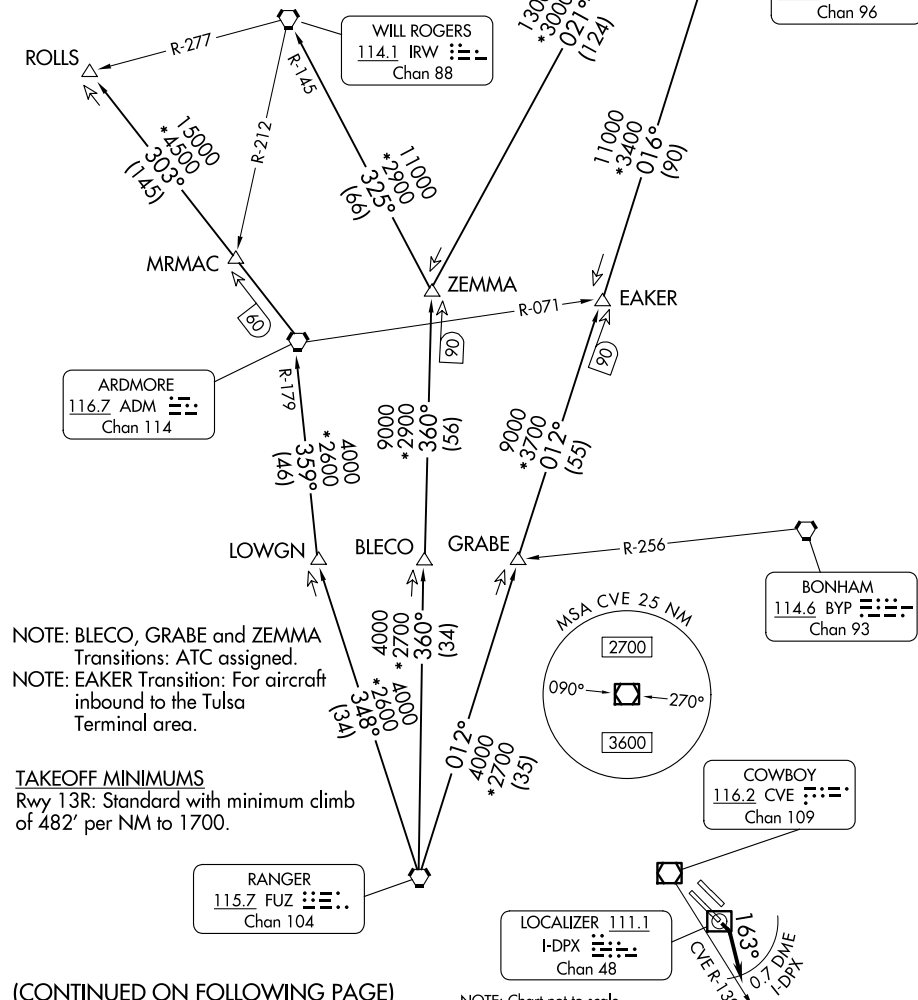 Chan 96
WILL ROGERS
114.1 IRW
Chan 88
ROLLS
R-277
R-145
R-212
15000
*4500
303°
(145)
11000
*2900
325°
(66)
*3000
021°
(124)
11000
*3400
016°
(90)
MRMAC
60
ZEMMA
90
EAKER
90
R-071
ARDMORE
116.7 ADM
Chan 114
R-179
4000
*2600
359°
(46)
9000
*2900
360°
(56)
9000
*3700
012°
(55)
LOWGN
BLECO
GRABE
R-256
BONHAM
114.6 BYP
Chan 93
NOTE: BLECO, GRABE and ZEMMA
Transitions: ATC assigned.
NOTE: EAKER Transition: For aircraft
inbound to the Tulsa
Terminal area.
4000
*2600
348°
(34)
4000
*2700
360°
(34)
012°
4000
*2700
(35)
MSA CVE 25 NM
2700
090°
270°
3600
TAKEOFF MINIMUMS
Rwy 13R: Standard with minimum climb
of 482' per NM to 1700.
COWBOY
116.2 CVE
Chan 109
RANGER
115.7 FUZ
Chan 104
LOCALIZER 111.1
I-DPX
Chan 48
163°
0.7 DME
I-DPX
CVE R-13
(CONTINUED ON FOLLOWING PAGE)
NOTE: Chart not to scale